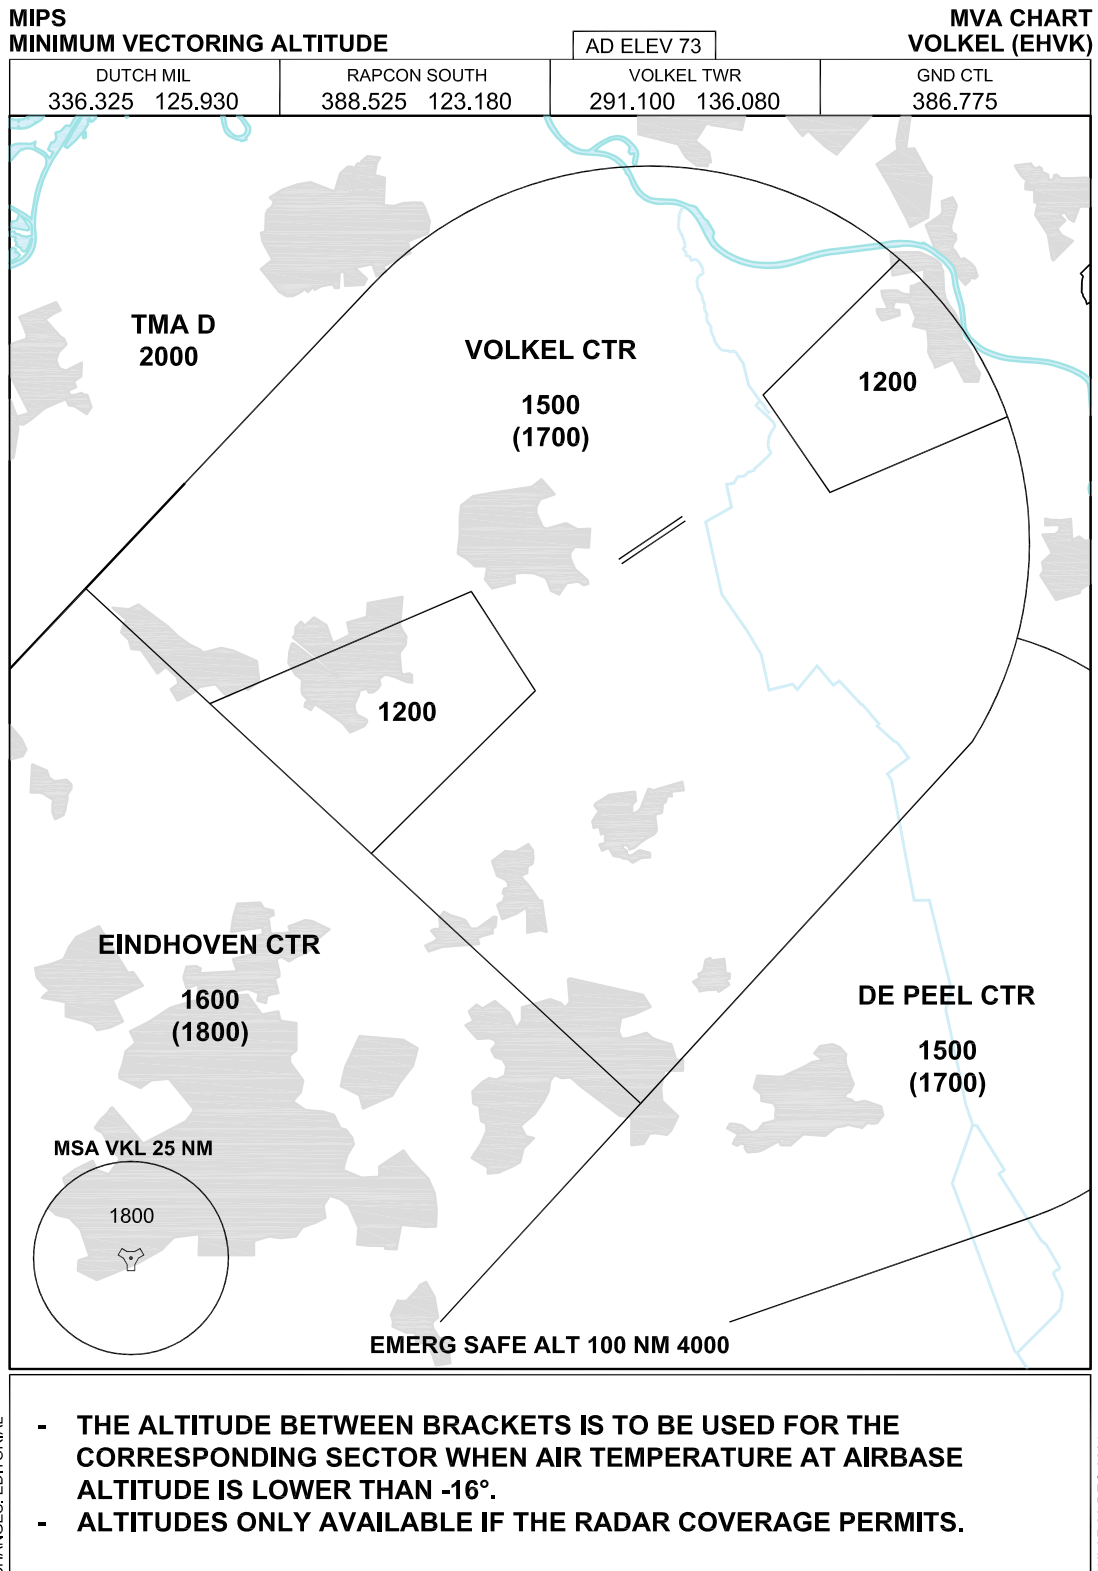 MIPS
MINIMUM VECTORING ALTITUDE
AD ELEV 73
MVA CHART
VOLKEL (EHVK)
DUTCH MIL
336.325 125.930
RAPCON SOUTH
388.525 123.180
VOLKEL TWR
291.100 136.080
GND CTL
386.775
TMA D
2000
VOLKEL CTR
1500
(1700)
1200
1200
EINDHOVEN CTR
1600
(1800)
DE PEEL CTR
1500
(1700)
MSA VKL 25 NM
1800
EMERG SAFE ALT 100 NM 4000
- THE ALTITUDE BETWEEN BRACKETS IS TO BE USED FOR THE
CORRESPONDING SECTOR WHEN AIR TEMPERATURE AT AIRBASE
ALTITUDE IS LOWER THAN -16°.
- ALTITUDES ONLY AVAILABLE IF THE RADAR COVERAGE PERMITS.